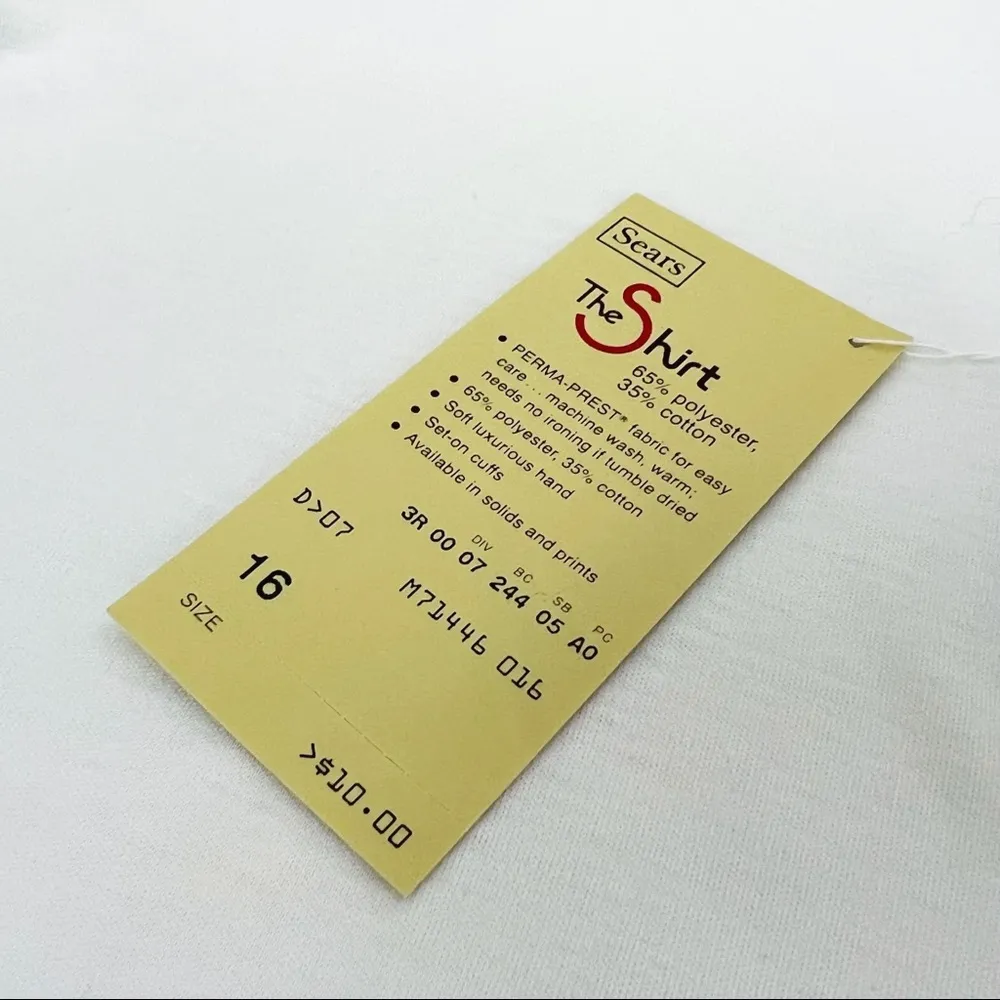 Sears
The Shirt
65% polyester,
35% cotton
• PERMA-PREST® fabric for easy
care... machine wash, warm;
needs no ironing if tumble dried
• 65% polyester, 35% cotton
• Soft luxurious hand
• Set-on cuffs
• Available in solids and prints
DIV BC SB PC
3R 00 07 244 05 A0
D>07 M71446 016
16
SIZE
>$10.00